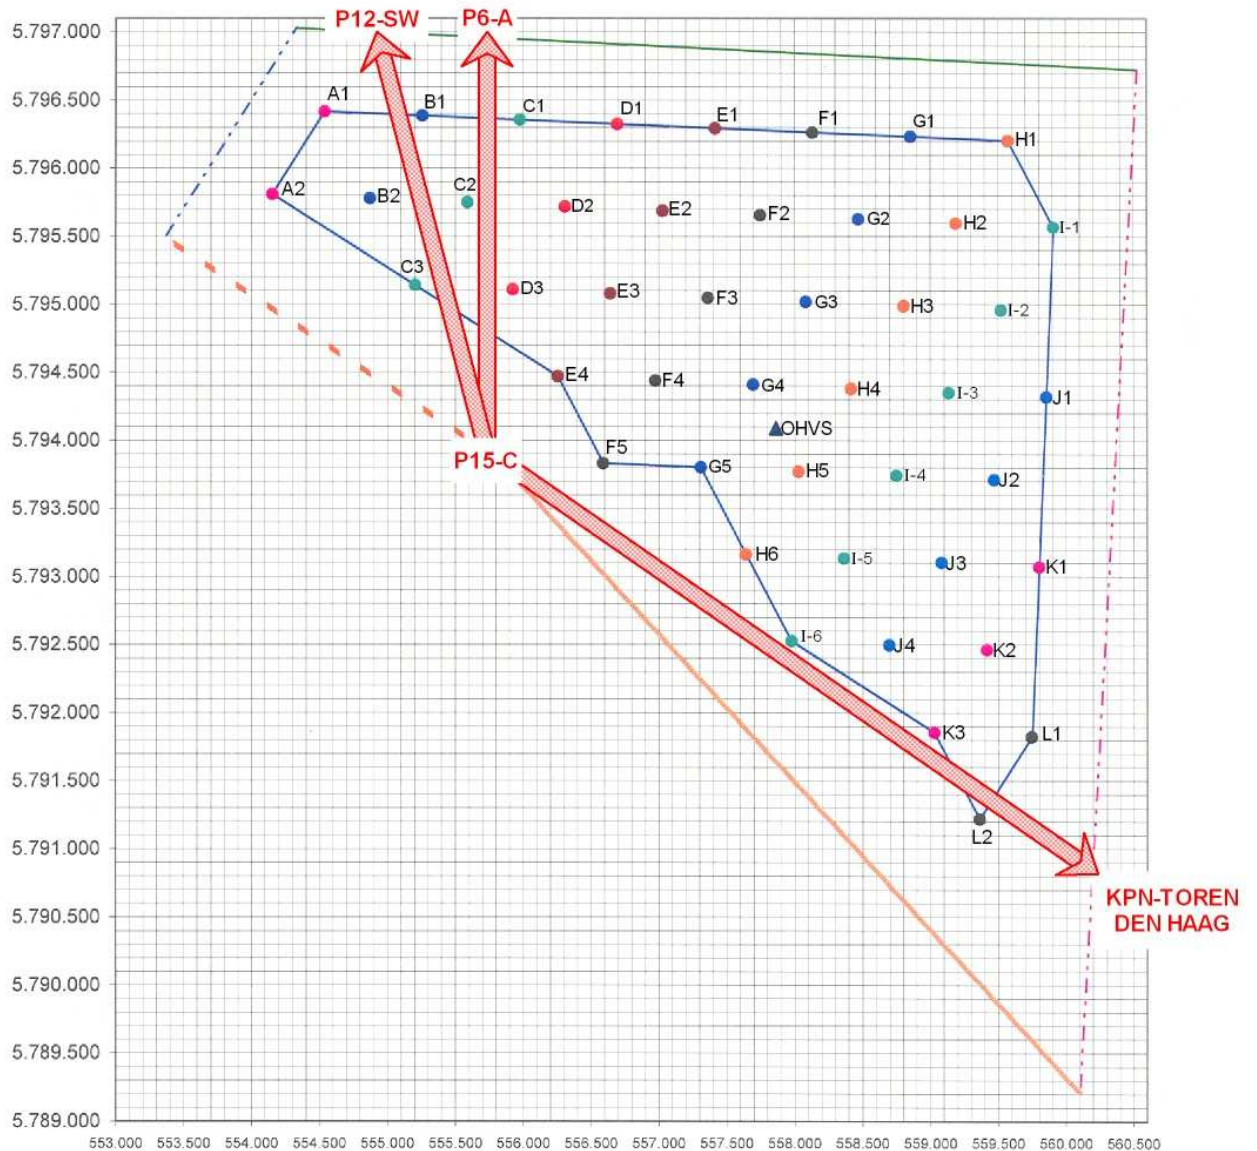 P12-SW P6-A
5.797.000
5.796.500
A1 B1 C1 D1 E1 F1 G1 H1
5.796.000
A2 B2 C2 D2 E2 F2 G2 H2 I-1
5.795.500
C3 D3 E3 F3 G3 H3 I-2
5.795.000
5.794.500
E4 F4 G4 H4 I-3 J1
OHVS
5.794.000
P15-C F5 G5 H5 I-4 J2
5.793.500
H6 I-5 J3 K1
5.793.000
5.792.500
I-6 J4 K2
5.792.000
K3 L1
5.791.500
L2
5.791.000
KPN-TOREN
DEN HAAG
5.790.500
5.790.000
5.789.500
5.789.000
553.000 553.500 554.000 554.500 555.000 555.500 556.000 556.500 557.000 557.500 558.000 558.500 559.000 559.500 560.000 560.500